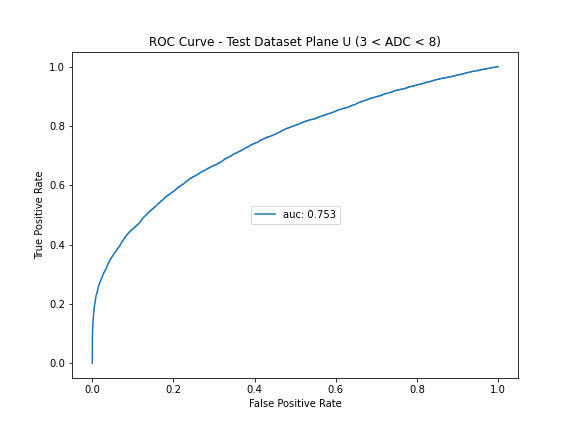 ROC Curve - Test Dataset Plane U (3 < ADC < 8)
1.0
0.8
0.6
0.4
0.2
0.0
True Positive Rate
auc: 0.753
0.0 0.2 0.4 0.6 0.8 1.0
False Positive Rate